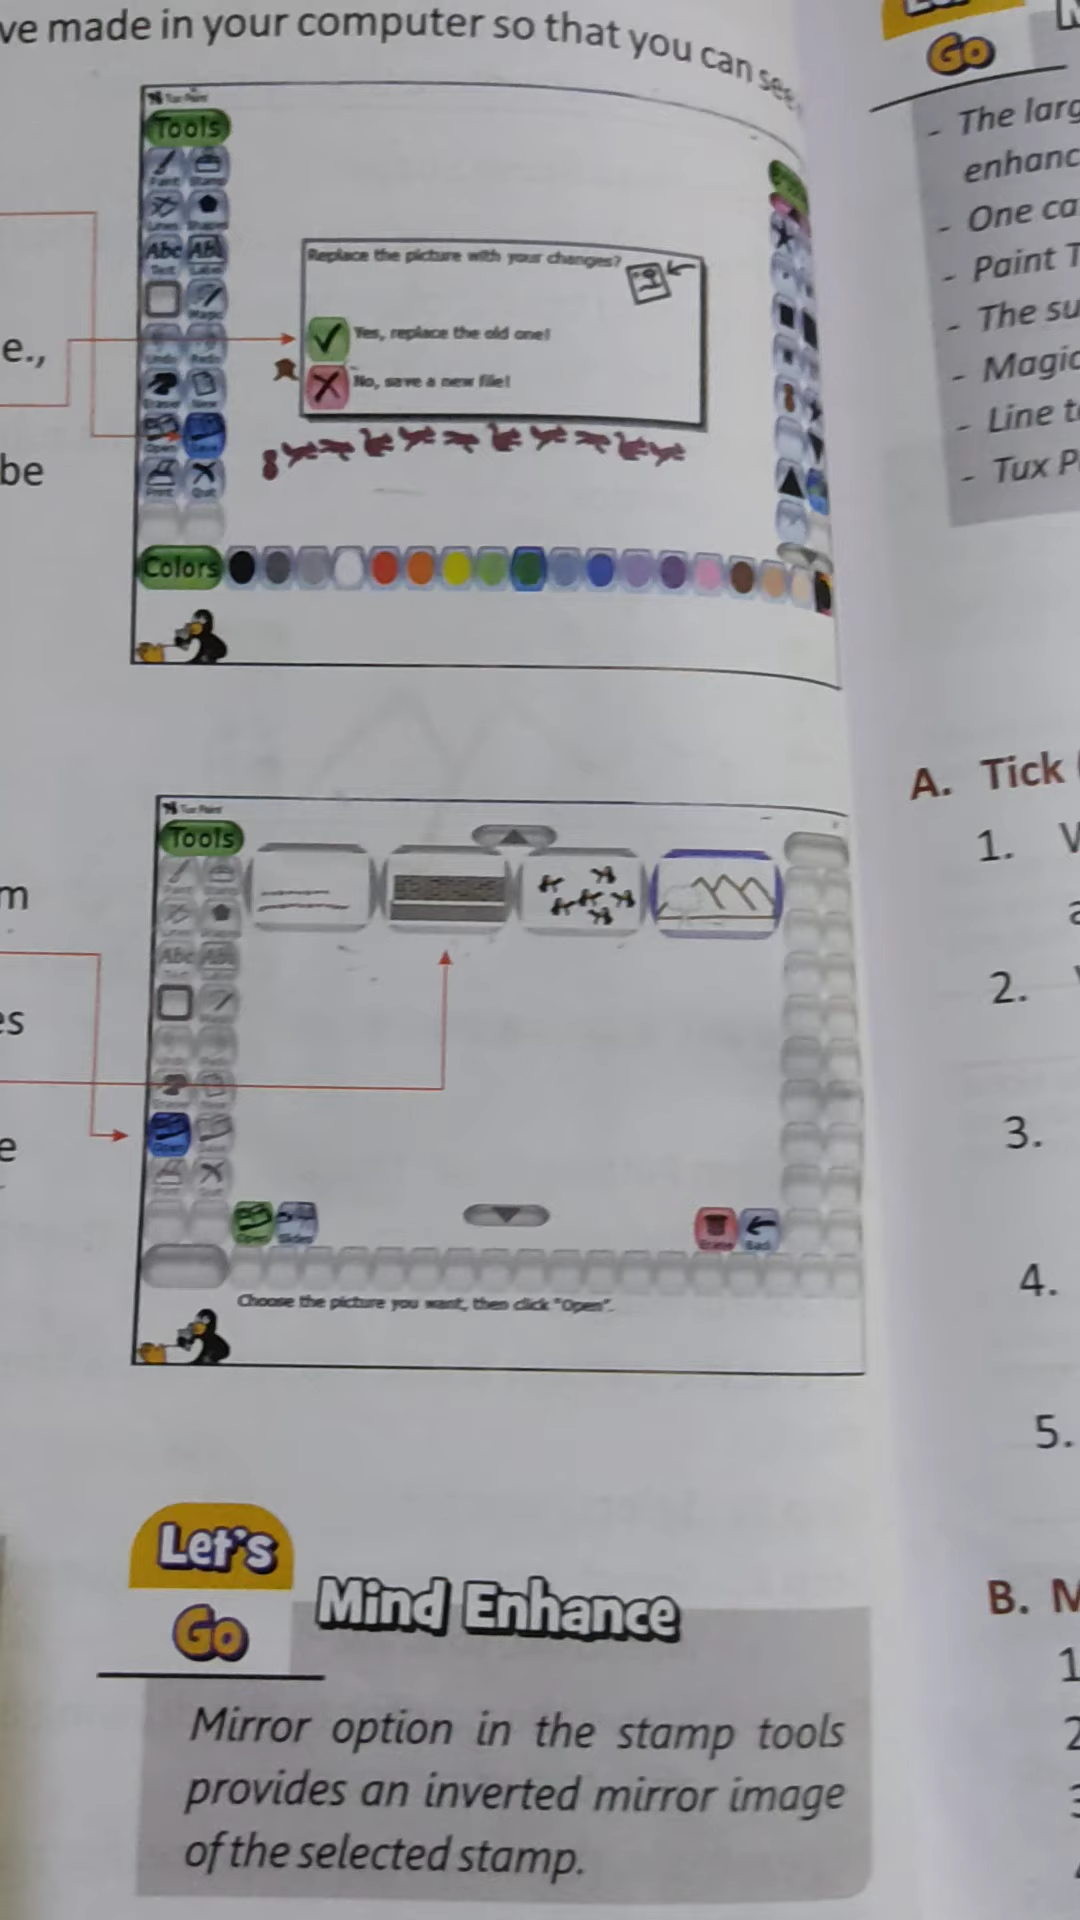 ve made in your computer so that you can see
Tux Paint
Tools
Paint Stamp
Lines Shapes
Abc Abc
Text Label
Magic
Undo Redo
Eraser New
Open Save
Print Quit
Replace the picture with your changes?
Yes, replace the old one!
No, save a new file!
Colors
e.,
be
Tux Paint
Tools
Abc Abc
Open
Print Quit
Open Slides
Erase Back
Choose the picture you want, then click "Open".
m
es
e
Let's
Go
Mind Enhance
Mirror option in the stamp tools
provides an inverted mirror image
of the selected stamp.
Go
- The larg
enhanc
- One ca
- Paint T
- The su
- Magic
- Line t
- Tux P
A. Tick
1.
2.
3.
4.
5.
B. M
1
2
3